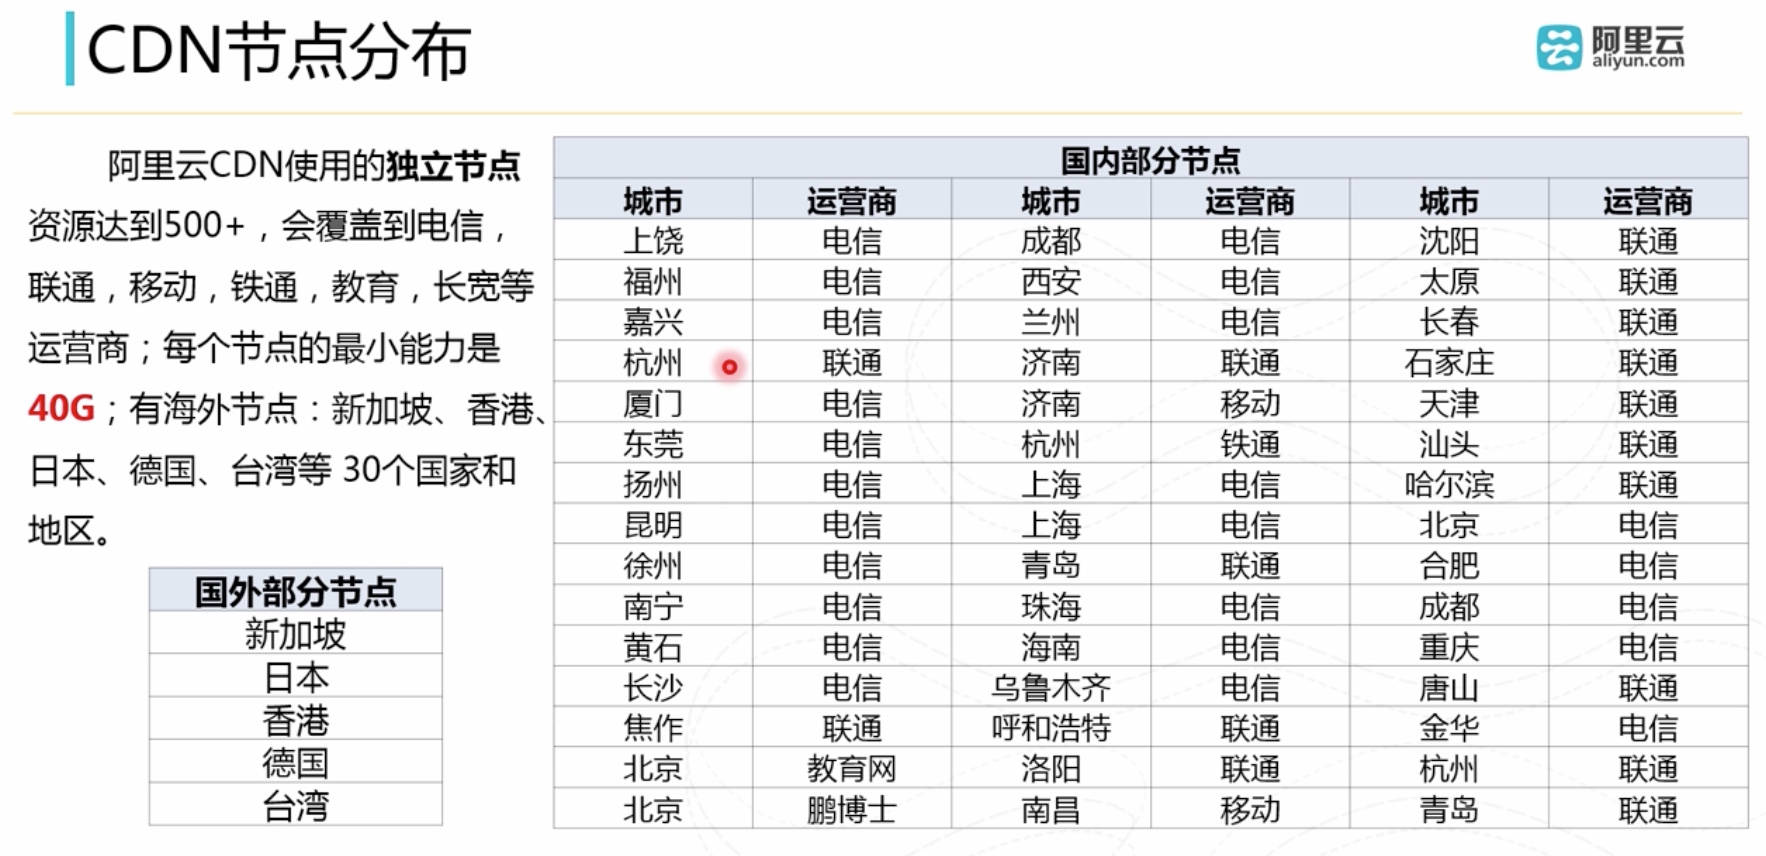 CDN节点分布
阿里云
aliyun.com
阿里云CDN使用的独立节点
资源达到500+，会覆盖到电信，
联通，移动，铁通，教育，长宽等
运营商；每个节点的最小能力是
40G；有海外节点：新加坡、香港、
日本、德国、台湾等 30个国家和
地区。
国外部分节点
新加坡
日本
香港
德国
台湾
国内部分节点
城市 运营商 城市 运营商 城市 运营商
上饶 电信 成都 电信 沈阳 联通
福州 电信 西安 电信 太原 联通
嘉兴 电信 兰州 电信 长春 联通
杭州 联通 济南 联通 石家庄 联通
厦门 电信 济南 移动 天津 联通
东莞 电信 杭州 铁通 汕头 联通
扬州 电信 上海 电信 哈尔滨 联通
昆明 电信 上海 电信 北京 电信
徐州 电信 青岛 联通 合肥 电信
南宁 电信 珠海 电信 成都 电信
黄石 电信 海南 电信 重庆 电信
长沙 电信 乌鲁木齐 电信 唐山 联通
焦作 联通 呼和浩特 联通 金华 电信
北京 教育网 洛阳 联通 杭州 联通
北京 鹏博士 南昌 移动 青岛 联通